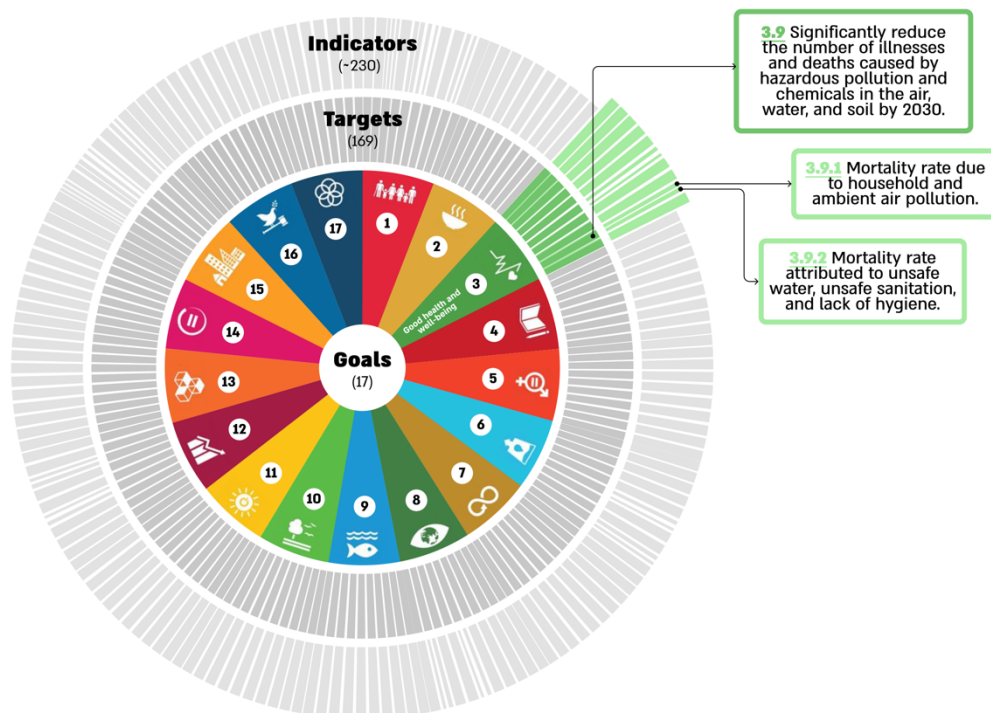 Indicators
(~230)
Targets
(169)
Goals
(17)
1
2
3
Good health and
well-being
4
5
6
7
8
9
10
11
12
13
14
15
16
17
3.9 Significantly reduce
the number of illnesses
and deaths caused by
hazardous pollution and
chemicals in the air,
water, and soil by 2030.
3.9.1 Mortality rate due
to household and
ambient air pollution.
3.9.2 Mortality rate
attributed to unsafe
water, unsafe sanitation,
and lack of hygiene.